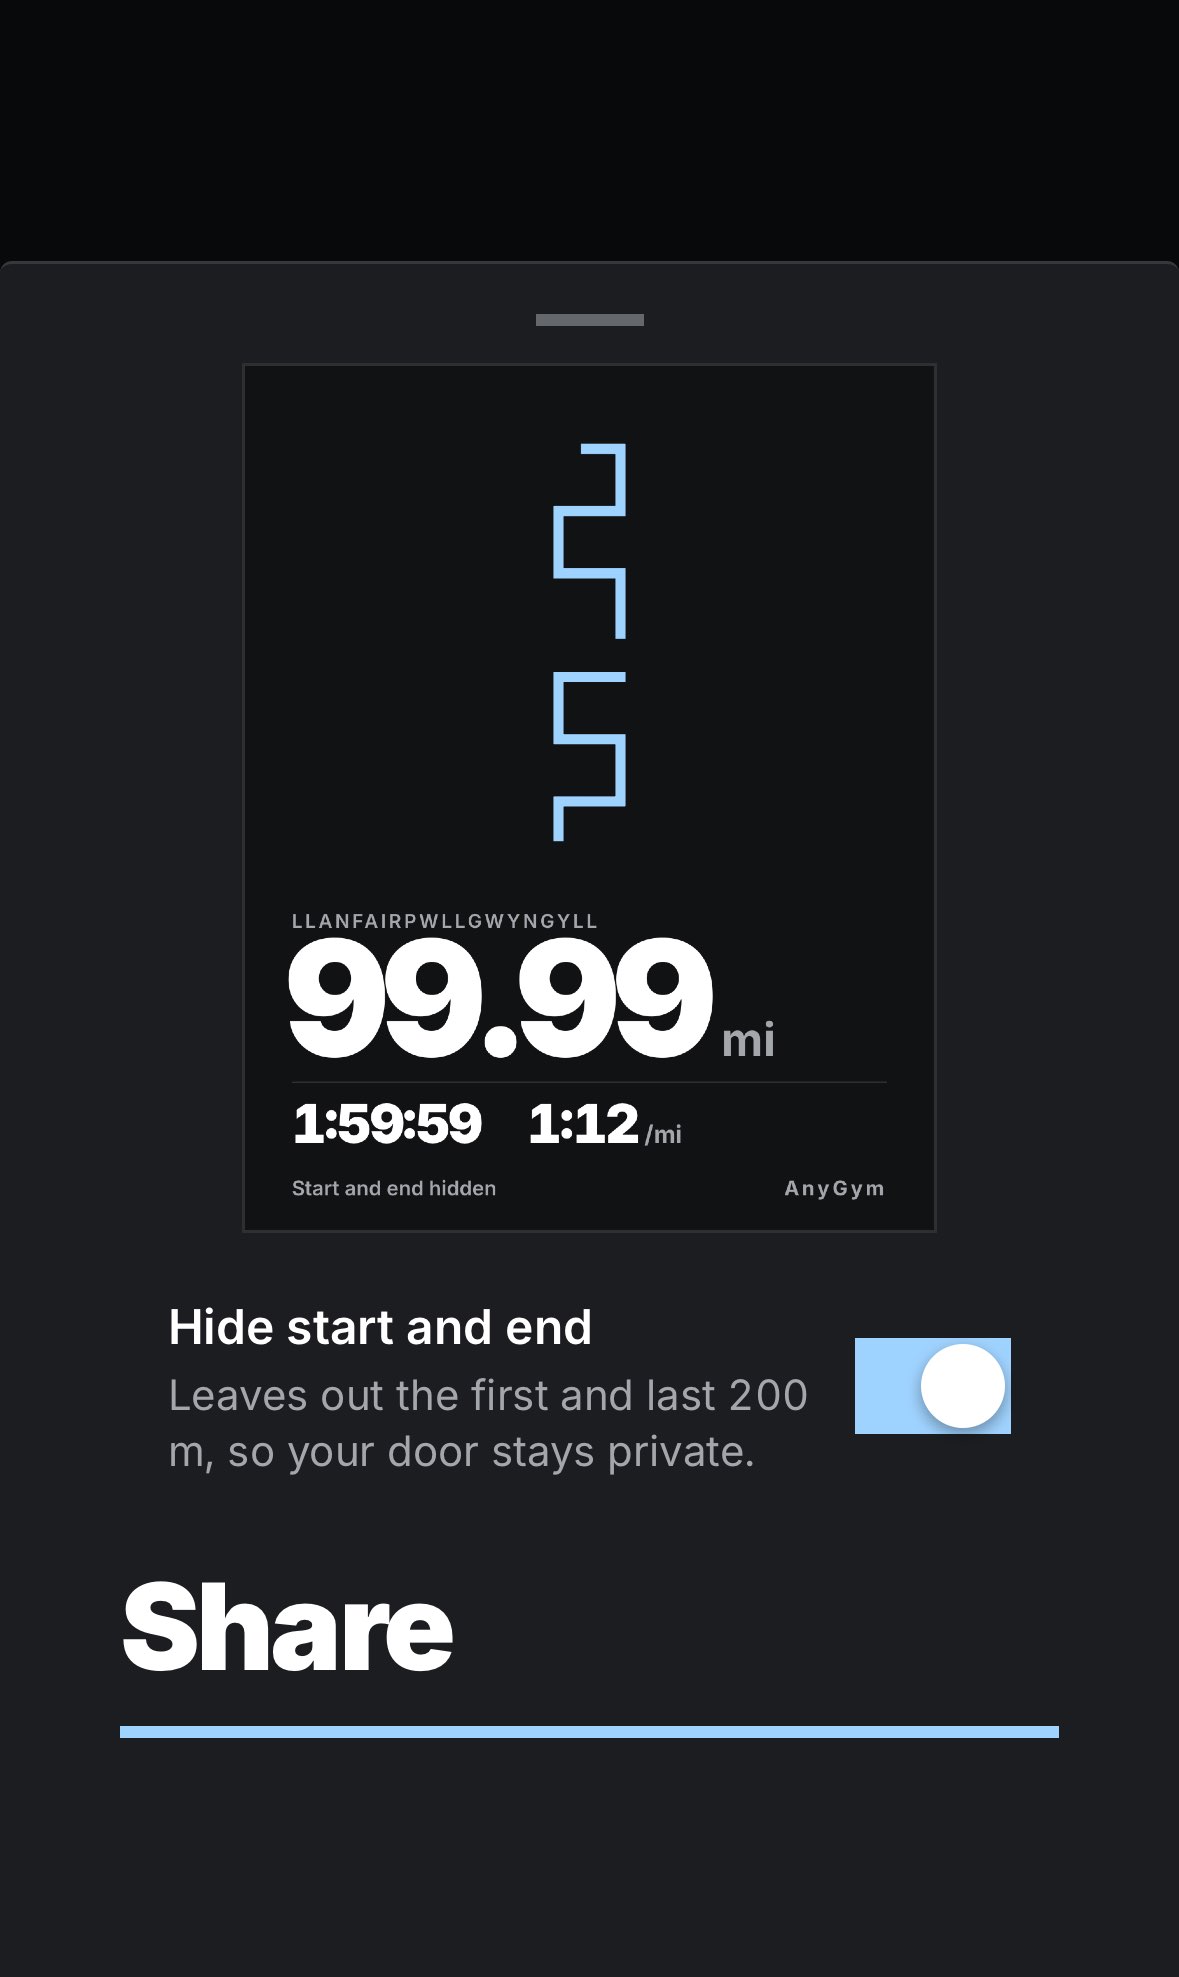 LLANFAIRPWLLGWYNGYLL
99.99 mi
1:59:59 1:12 /mi
Start and end hidden AnyGym
Hide start and end
Leaves out the first and last 200
m, so your door stays private.
Share